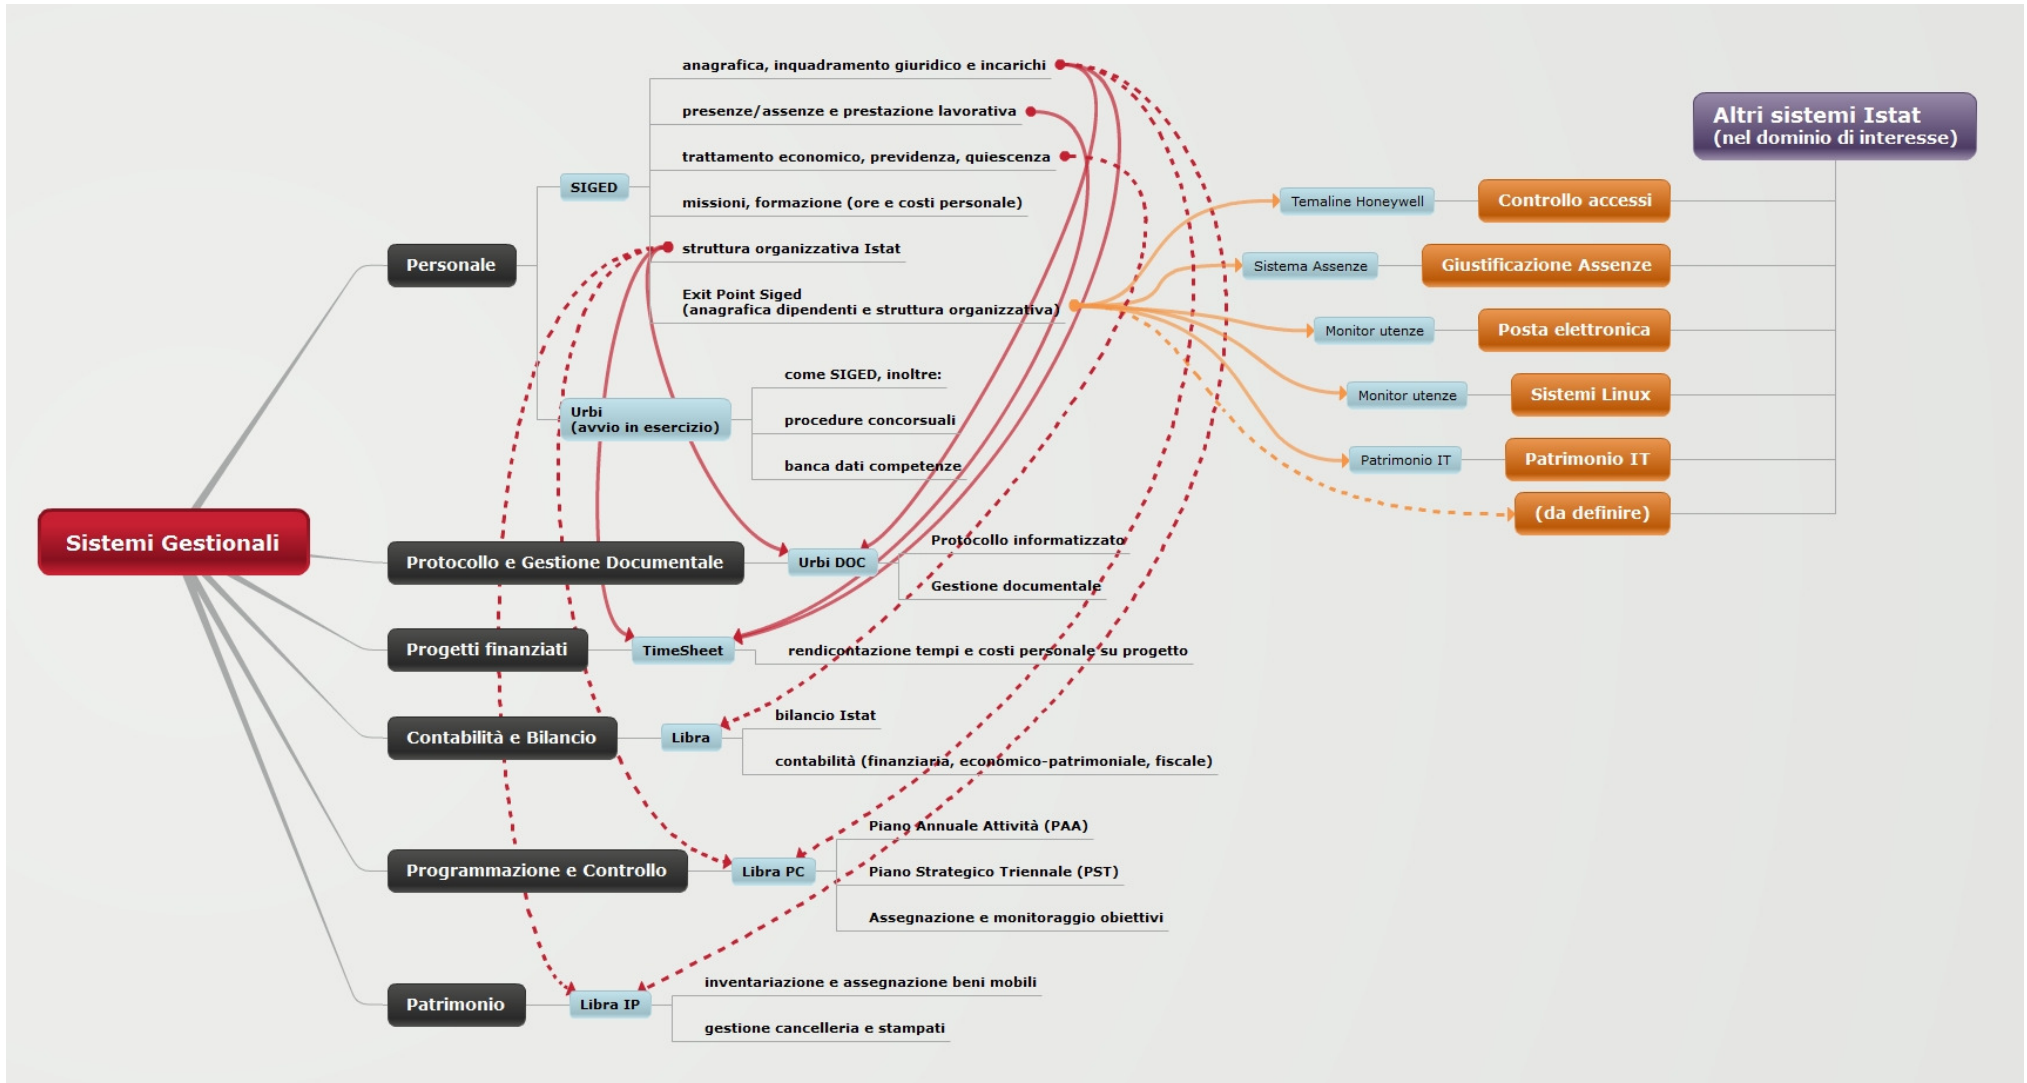 Sistemi Gestionali
Personale
SIGED
anagrafica, inquadramento giuridico e incarichi
presenze/assenze e prestazione lavorativa
trattamento economico, previdenza, quiescenza
missioni, formazione (ore e costi personale)
struttura organizzativa Istat
Exit Point Siged
(anagrafica dipendenti e struttura organizzativa)
Urbi
(avvio in esercizio)
come SIGED, inoltre:
procedure concorsuali
banca dati competenze
Protocollo e Gestione Documentale
Urbi DOC
Protocollo informatizzato
Gestione documentale
Progetti finanziati
TimeSheet
rendicontazione tempi e costi personale su progetto
Contabilità e Bilancio
Libra
bilancio Istat
contabilità (finanziaria, economico-patrimoniale, fiscale)
Programmazione e Controllo
Libra PC
Piano Annuale Attività (PAA)
Piano Strategico Triennale (PST)
Assegnazione e monitoraggio obiettivi
Patrimonio
Libra IP
inventariazione e assegnazione beni mobili
gestione cancelleria e stampati
Altri sistemi Istat
(nel dominio di interesse)
Temaline Honeywell
Controllo accessi
Sistema Assenze
Giustificazione Assenze
Monitor utenze
Posta elettronica
Monitor utenze
Sistemi Linux
Patrimonio IT
Patrimonio IT
(da definire)